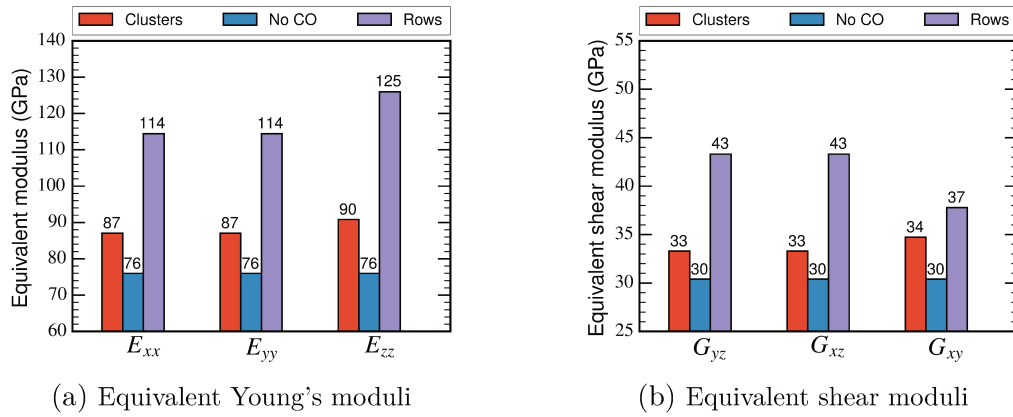 Clusters No CO Rows
Equivalent modulus (GPa)
140
130
120
110
100
90
80
70
60
87 76 114
87 76 114
90 76 125
E_xx E_yy E_zz
(a) Equivalent Young's moduli
Clusters No CO Rows
Equivalent shear modulus (GPa)
55
50
45
40
35
30
25
33 30 43
33 30 43
34 30 37
G_yz G_xz G_xy
(b) Equivalent shear moduli